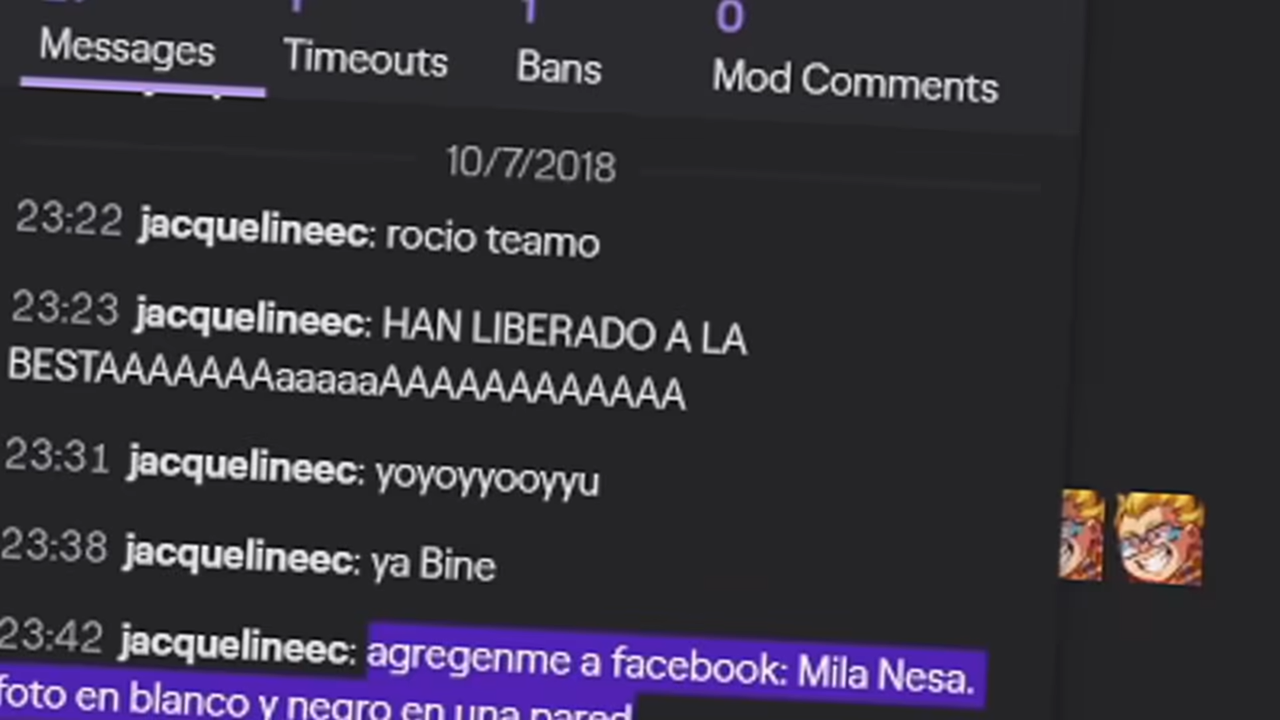 1 1 0
Messages Timeouts Bans Mod Comments
10/7/2018
23:22 jacquelineec: rocio teamo
23:23 jacquelineec: HAN LIBERADO A LA
BESTAAAAAAAaaaaaAAAAAAAAAAAA
23:31 jacquelineec: yoyoyyooyyu
23:38 jacquelineec: ya Bine
23:42 jacquelineec: agregenme a facebook: Mila Nesa.
foto en blanco y negro en una pared